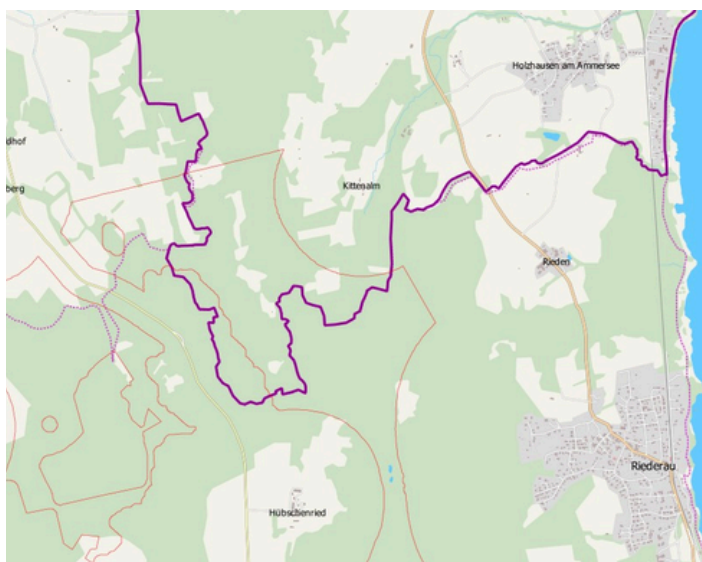 Holzhausen am Ammersee
dhof
Kittenalm
berg
Rieden
Riederau
Hübschenried